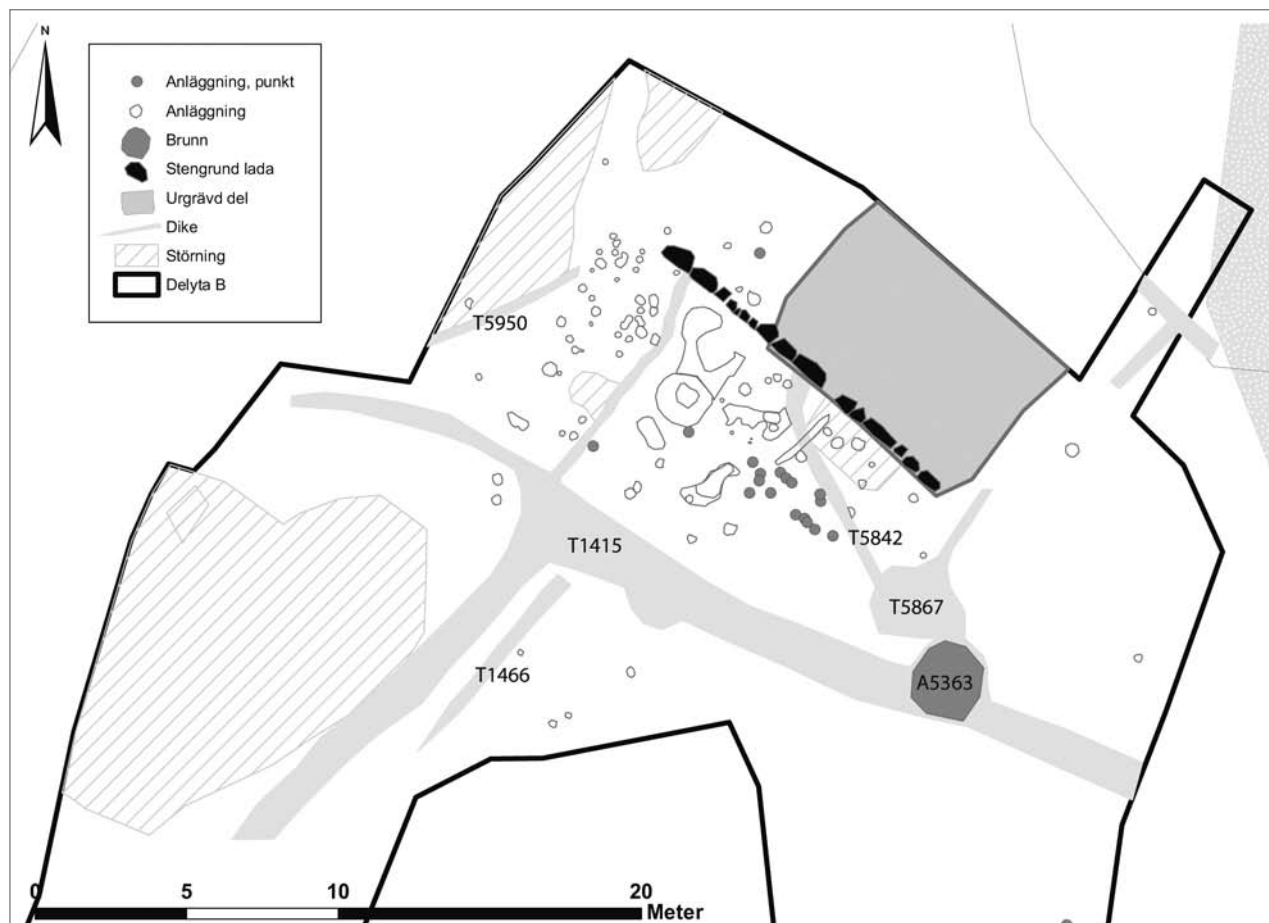 N
Anläggning, punkt
Anläggning
Brunn
Stengrund lada
Urgrävd del
Dike
Störning
Delyta B
T5950
T5842
T1415
T5867
T1466
A5363
0 5 10 20
Meter